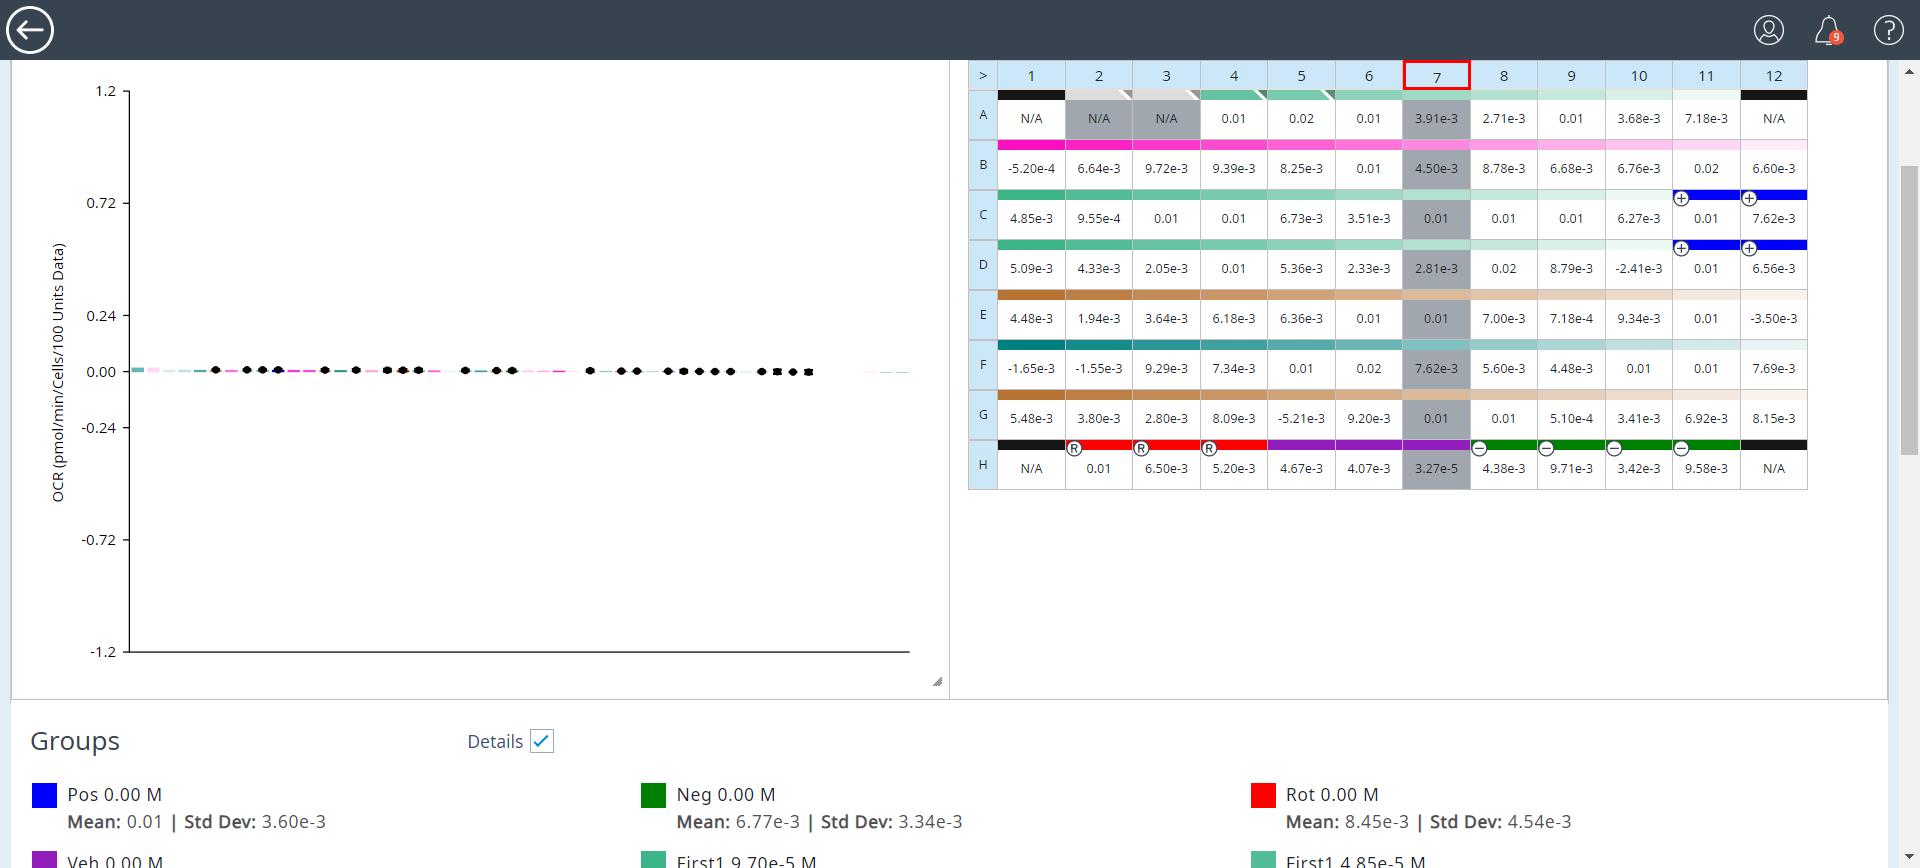 9
1.2
0.72
0.24
0.00
-0.24
-0.72
-1.2
OCR (pmol/min/Cells/100 Units Data)
> 1 2 3 4 5 6 7 8 9 10 11 12
A N/A N/A N/A 0.01 0.02 0.01 3.91e-3 2.71e-3 0.01 3.68e-3 7.18e-3 N/A
B -5.20e-4 6.64e-3 9.72e-3 9.39e-3 8.25e-3 0.01 4.50e-3 8.78e-3 6.68e-3 6.76e-3 0.02 6.60e-3
C 4.85e-3 9.55e-4 0.01 0.01 6.73e-3 3.51e-3 0.01 0.01 0.01 6.27e-3 0.01 7.62e-3
D 5.09e-3 4.33e-3 2.05e-3 0.01 5.36e-3 2.33e-3 2.81e-3 0.02 8.79e-3 -2.41e-3 0.01 6.56e-3
E 4.48e-3 1.94e-3 3.64e-3 6.18e-3 6.36e-3 0.01 0.01 7.00e-3 7.18e-4 9.34e-3 0.01 -3.50e-3
F -1.65e-3 -1.55e-3 9.29e-3 7.34e-3 0.01 0.02 7.62e-3 5.60e-3 4.48e-3 0.01 0.01 7.69e-3
G 5.48e-3 3.80e-3 2.80e-3 8.09e-3 -5.21e-3 9.20e-3 0.01 0.01 5.10e-4 3.41e-3 6.92e-3 8.15e-3
R R R
H N/A 0.01 6.50e-3 5.20e-3 4.67e-3 4.07e-3 3.27e-5 4.38e-3 9.71e-3 3.42e-3 9.58e-3 N/A
Groups Details
Pos 0.00 M Neg 0.00 M Rot 0.00 M
Mean: 0.01 | Std Dev: 3.60e-3 Mean: 6.77e-3 | Std Dev: 3.34e-3 Mean: 8.45e-3 | Std Dev: 4.54e-3
Veh 0.00 M First1 9.70e-5 M First1 4.85e-5 M